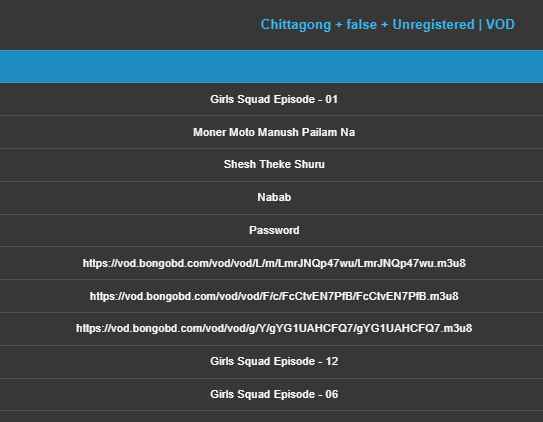 Chittagong + false + Unregistered | VOD
Girls Squad Episode - 01
Moner Moto Manush Pailam Na
Shesh Theke Shuru
Nabab
Password
https://vod.bongobd.com/vod/vod/L/m/LmrJNQp47wu/LmrJNQp47wu.m3u8
https://vod.bongobd.com/vod/vod/F/c/FcCtvEN7PfB/FcCtvEN7PfB.m3u8
https://vod.bongobd.com/vod/vod/g/Y/gYG1UAHCFQ7/gYG1UAHCFQ7.m3u8
Girls Squad Episode - 12
Girls Squad Episode - 06